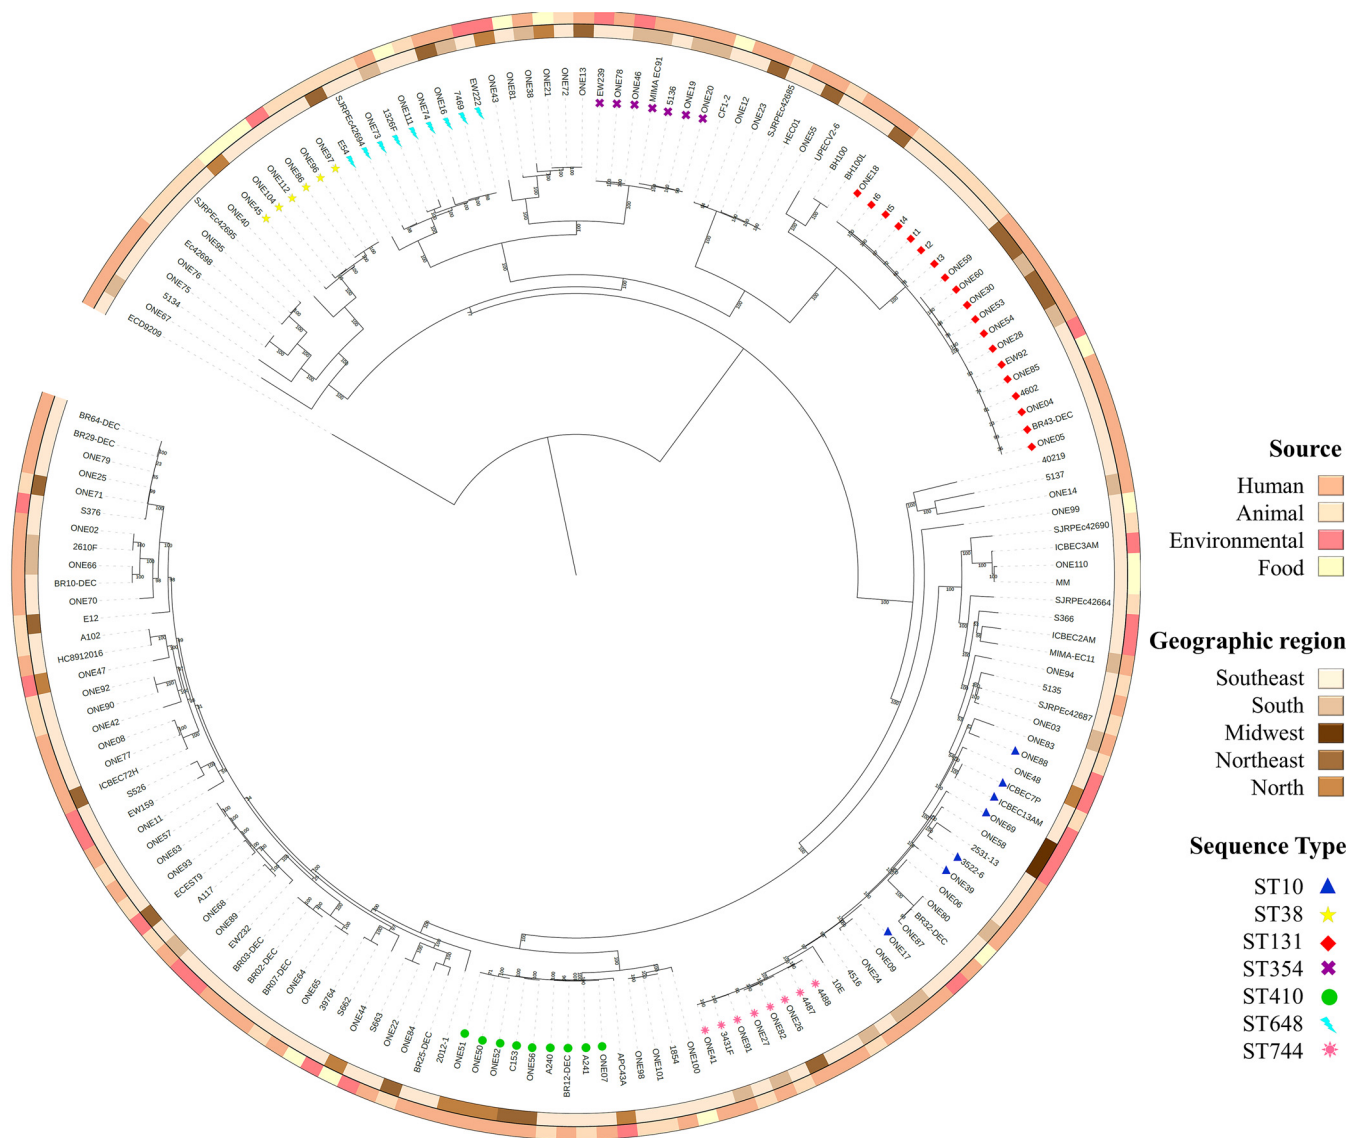 ECD9209
ONE67
5134
ONE75
ONE76
Ec42698
ONE95
SJRPEc42695
ONE40
ONE45
ONE104
ONE112
ONE86
ONE96
ONE97
E54
SJRPEc42694
ONE73
1326F
ONE111
ONE74
ONE16
7469
EW222
ONE43
ONE81
ONE38
ONE21
ONE72
ONE13
EW239
ONE78
ONE46
MIMA EC91
5136
ONE19
ONE20
CF1-2
ONE12
ONE23
SJRPEc42685
HEC01
ONE55
UPECV2-6
BH100
BH100L
ONE18
t6
t5
t4
t1
t2
t3
ONE59
ONE60
ONE30
ONE53
ONE54
ONE28
EW92
ONE85
4602
ONE04
BR43-DEC
ONE05
40219
5137
ONE14
ONE99
SJRPEc42690
ICBEC3AM
ONE110
MM
SJRPEc42664
S366
ICBEC2AM
MIMA-EC11
ONE94
5135
SJRPEc42687
ONE03
ONE83
ONE88
ONE48
ICBEC7P
ICBEC13AM
ONE69
ONE58
2531-13
3522-6
ONE39
ONE06
ONE80
BR32-DEC
ONE87
ONE17
ONE09
ONE24
4516
10E
4488
4487
ONE26
ONE82
ONE27
ONE91
3431F
ONE41
ONE100
1854
ONE101
ONE98
APC43A
ONE07
A241
BR12-DEC
A240
ONE56
C153
ONE52
ONE50
ONE51
2012-1
BR25-DEC
ONE84
ONE22
S663
ONE44
S662
39764
ONE65
ONE64
BR07-DEC
BR02-DEC
BR03-DEC
EW232
ONE89
ONE68
A117
ECEST9
ONE93
ONE63
ONE57
ONE11
EW159
S526
ICBEC72H
ONE77
ONE08
ONE42
ONE90
ONE92
ONE47
HC8912016
A102
E12
ONE70
BR10-DEC
ONE66
2610F
ONE02
S376
ONE71
ONE25
ONE79
BR29-DEC
BR64-DEC
Source
Human
Animal
Environmental
Food
Geographic region
Southeast
South
Midwest
Northeast
North
Sequence Type
ST10
ST38
ST131
ST354
ST410
ST648
ST744